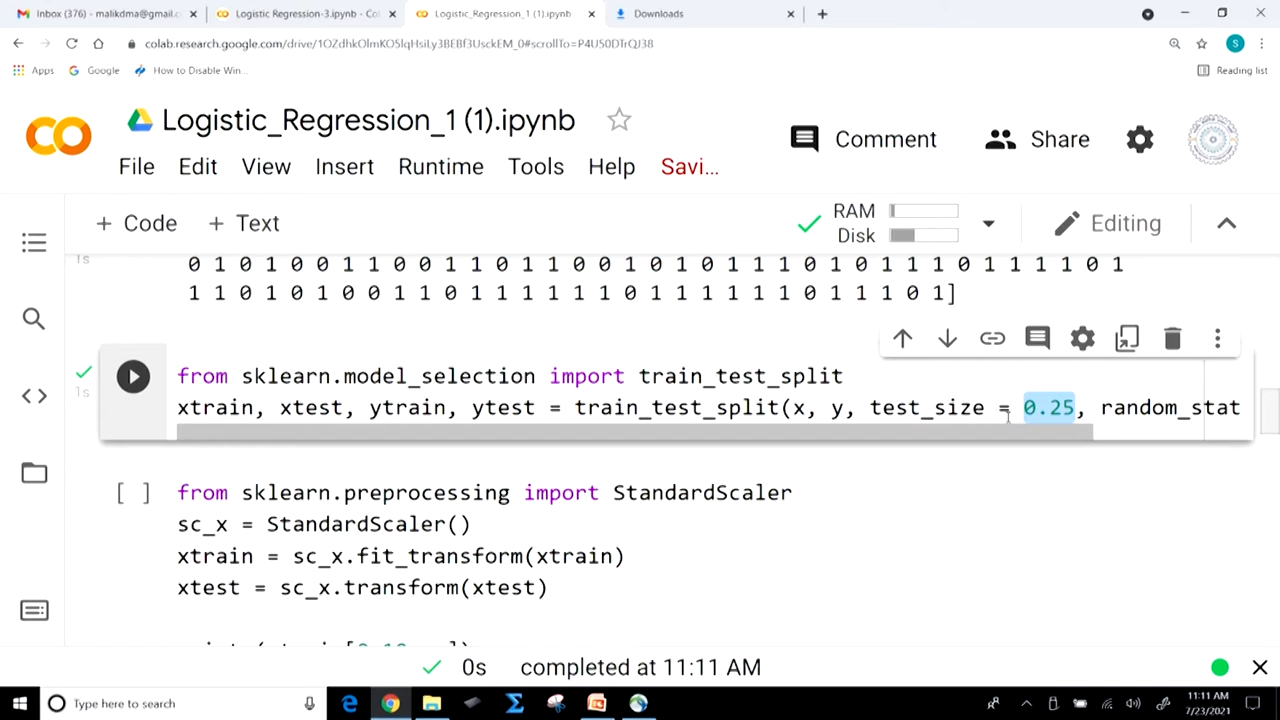 Inbox (376) - malikdma@gmail.c
Logistic Regression-3.ipynb - Col
Logistic_Regression_1 (1).ipynb
Downloads
colab.research.google.com/drive/1OZdhkOlmKO5lqHsiLy3BEBf3UsckEM_0#scrollTo=P4U50DTrQJ38
Apps
Google
How to Disable Win...
Reading list
CO
Logistic_Regression_1 (1).ipynb
Comment
Share
File Edit View Insert Runtime Tools Help Savi...
+ Code + Text
RAM
Disk
Editing
1s
0 1 0 1 0 0 1 1 0 0 1 1 0 1 1 0 0 1 0 1 0 1 1 1 0 1 0 1 1 1 0 1 1 1 1 0 1
1 1 0 1 0 1 0 0 1 1 0 1 1 1 1 1 1 0 1 1 1 1 1 1 0 1 1 1 0 1]
1s
from sklearn.model_selection import train_test_split
xtrain, xtest, ytrain, ytest = train_test_split(x, y, test_size = 0.25, random_stat
[ ]
from sklearn.preprocessing import StandardScaler
sc_x = StandardScaler()
xtrain = sc_x.fit_transform(xtrain)
xtest = sc_x.transform(xtest)
0s completed at 11:11 AM
Type here to search
11:11 AM
7/23/2021